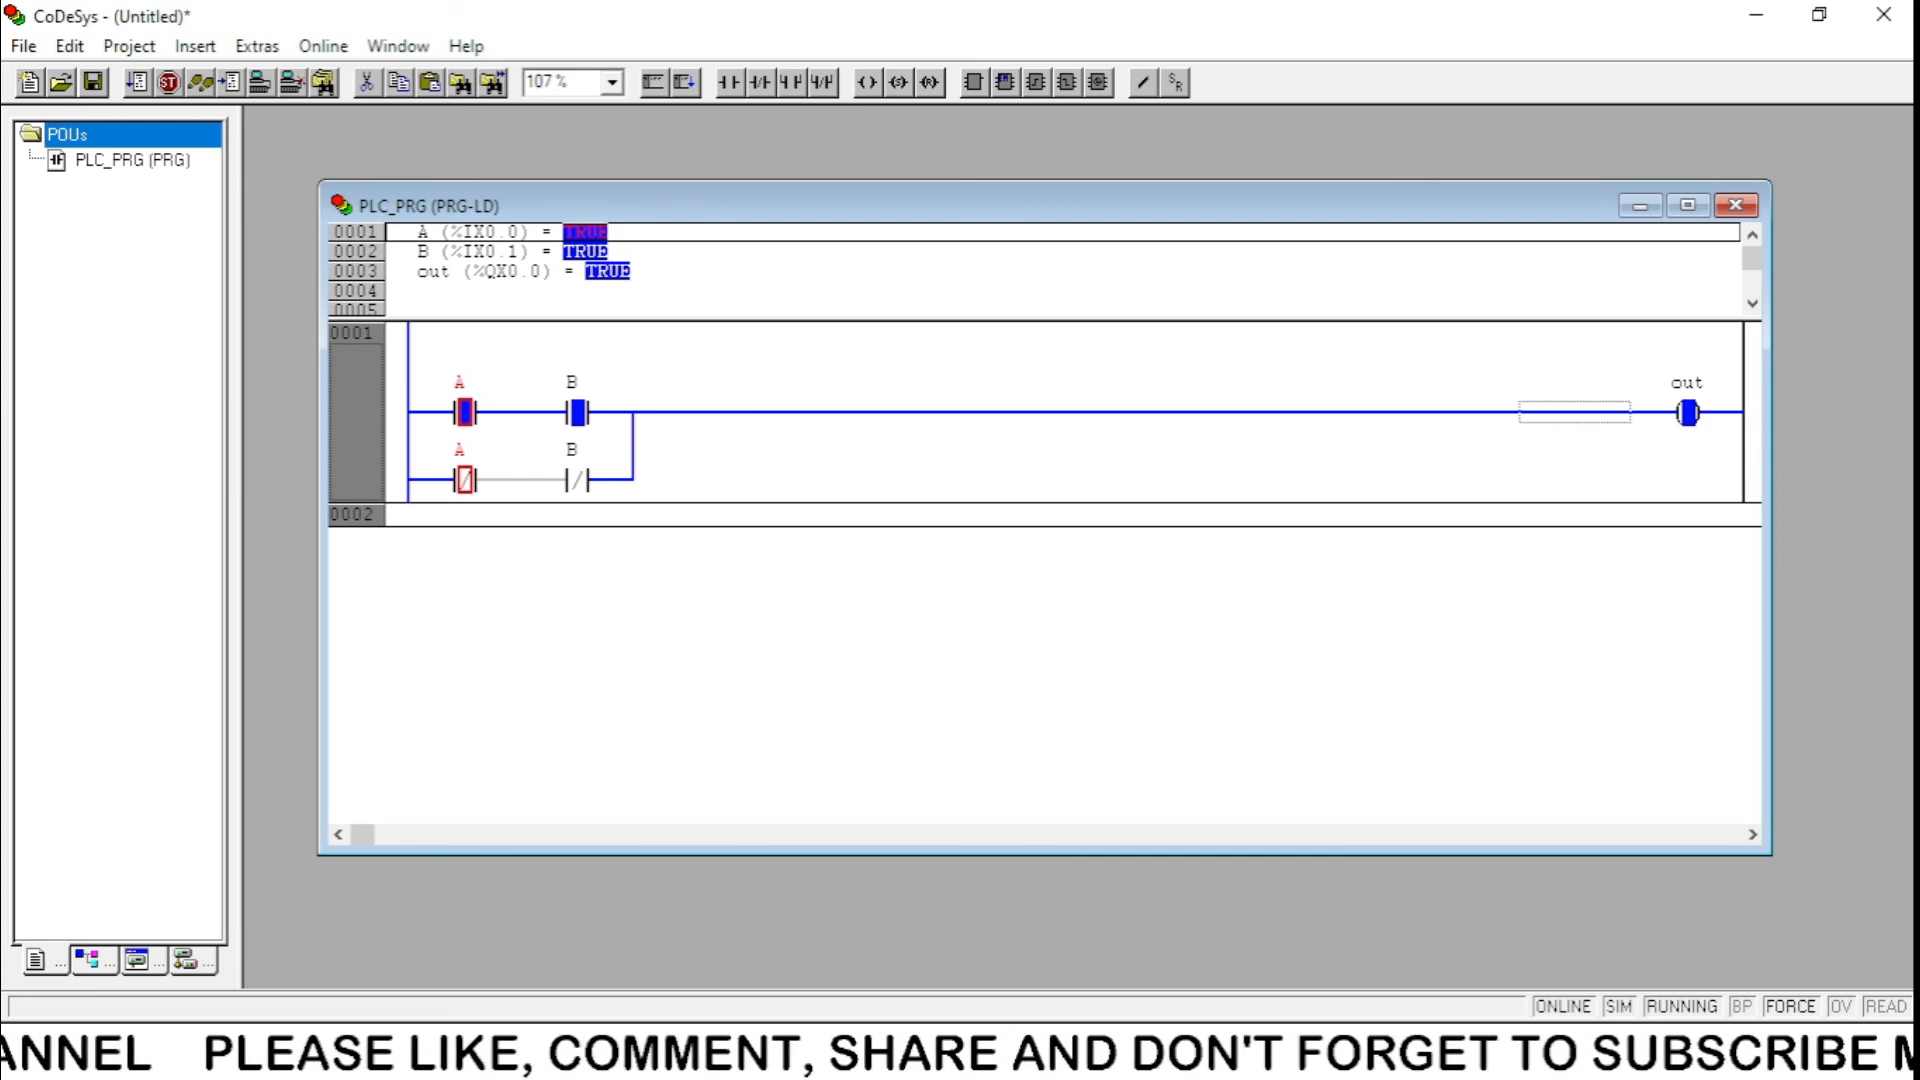 CoDeSys - (Untitled)*
File Edit Project Insert Extras Online Window Help
ST 107 % S R
POUs
PLC_PRG (PRG)
PLC_PRG (PRG-LD)
0001 A (%IX0.0) = TRUE
0002 B (%IX0.1) = TRUE
0003 out (%QX0.0) = TRUE
0004
0005
0001
A B out
A B
0002
... ... ... ...
ONLINE SIM RUNNING BP FORCE OV READ
ANNEL PLEASE LIKE, COMMENT, SHARE AND DON'T FORGET TO SUBSCRIBE M